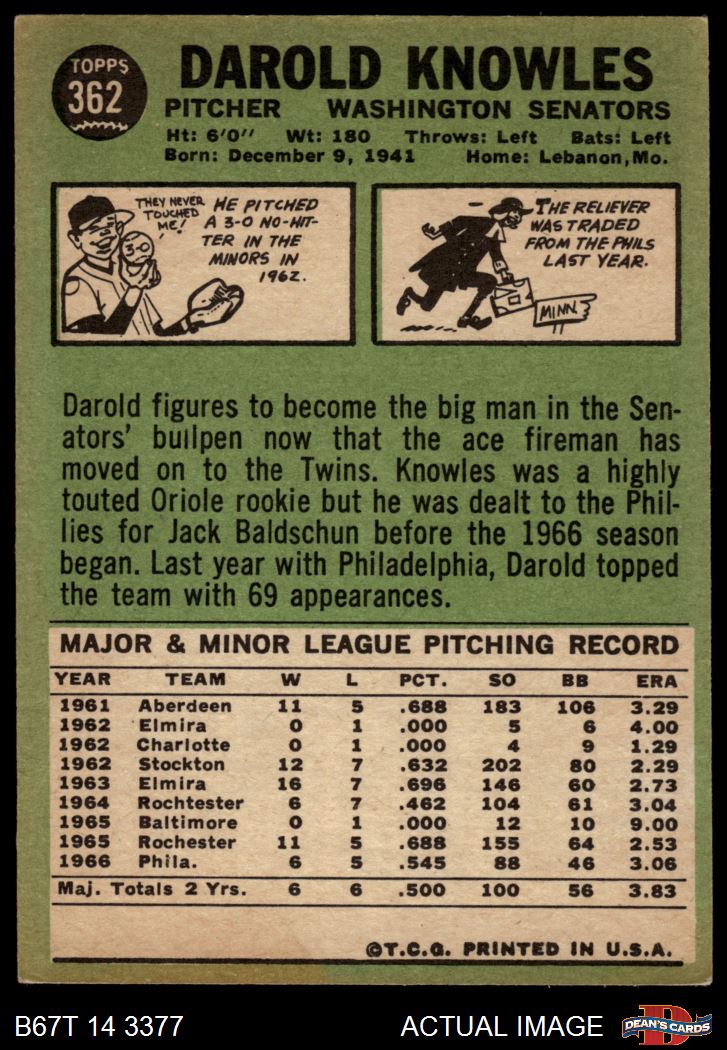 TOPPS
362
DAROLD KNOWLES
PITCHER WASHINGTON SENATORS
Ht: 6'0" Wt: 180 Throws: Left Bats: Left
Born: December 9, 1941 Home: Lebanon, Mo.
THEY NEVER
TOUCHED
ME!
3-0
HE PITCHED
A 3-0 NO-HIT-
TER IN THE
MINORS IN
1962.
THE RELIEVER
WAS TRADED
FROM THE PHILS
LAST YEAR.
MINN.
Darold figures to become the big man in the Sen-
ators' bullpen now that the ace fireman has
moved on to the Twins. Knowles was a highly
touted Oriole rookie but he was dealt to the Phil-
lies for Jack Baldschun before the 1966 season
began. Last year with Philadelphia, Darold topped
the team with 69 appearances.
MAJOR & MINOR LEAGUE PITCHING RECORD
YEAR TEAM W L PCT. SO BB ERA
1961 Aberdeen 11 5 .688 183 106 3.29
1962 Elmira 0 1 .000 5 6 4.00
1962 Charlotte 0 1 .000 4 9 1.29
1962 Stockton 12 7 .632 202 80 2.29
1963 Elmira 16 7 .696 146 60 2.73
1964 Rochtester 6 7 .462 104 61 3.04
1965 Baltimore 0 1 .000 12 10 9.00
1965 Rochester 11 5 .688 155 64 2.53
1966 Phila. 6 5 .545 88 46 3.06
Maj. Totals 2 Yrs. 6 6 .500 100 56 3.83
©T.C.G. PRINTED IN U.S.A.
B67T 14 3377 ACTUAL IMAGE
D
DEAN'S CARDS